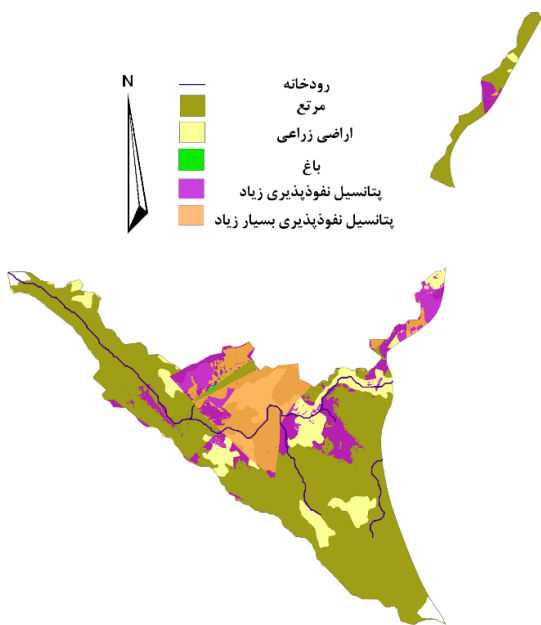 N
رودخانه
مرتع
اراضی زراعی
باغ
پتانسیل نفوذپذیری زیاد
پتانسیل نفوذپذیری بسیار زیاد